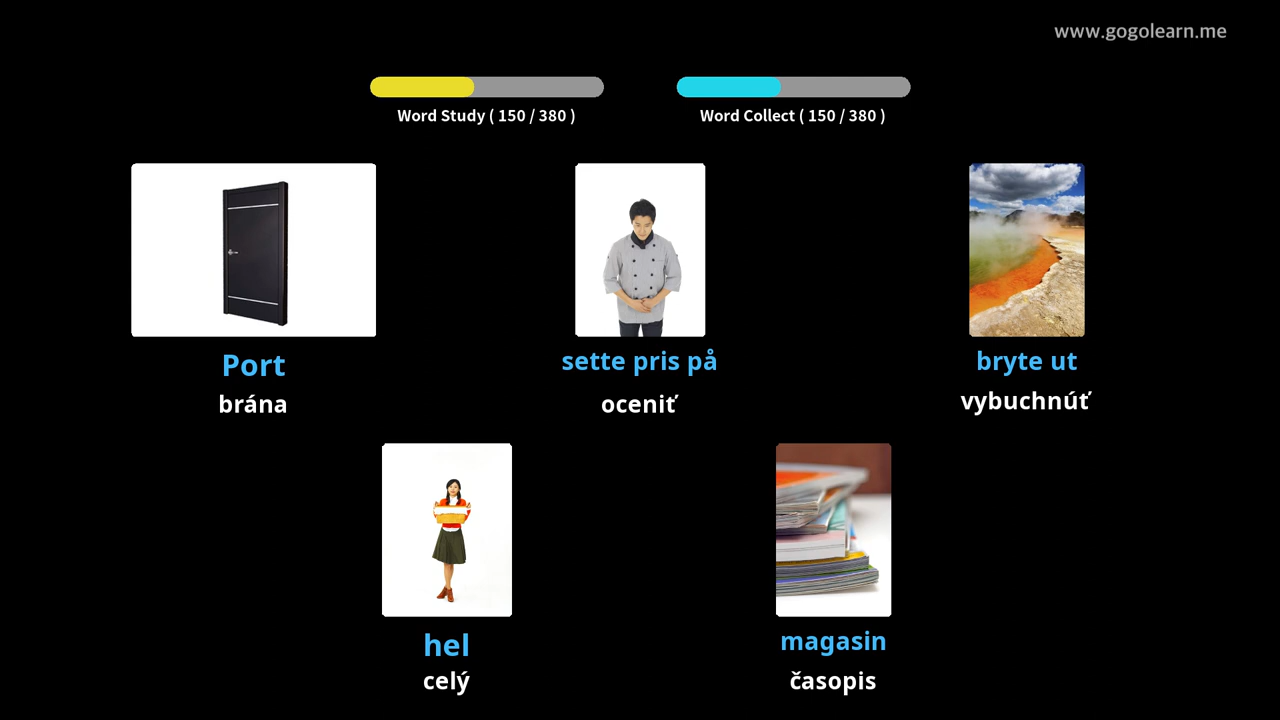 www.gogolearn.me
Word Study ( 150 / 380 )
Word Collect ( 150 / 380 )
Port
brána
sette pris på
oceniť
bryte ut
vybuchnúť
hel
celý
magasin
časopis